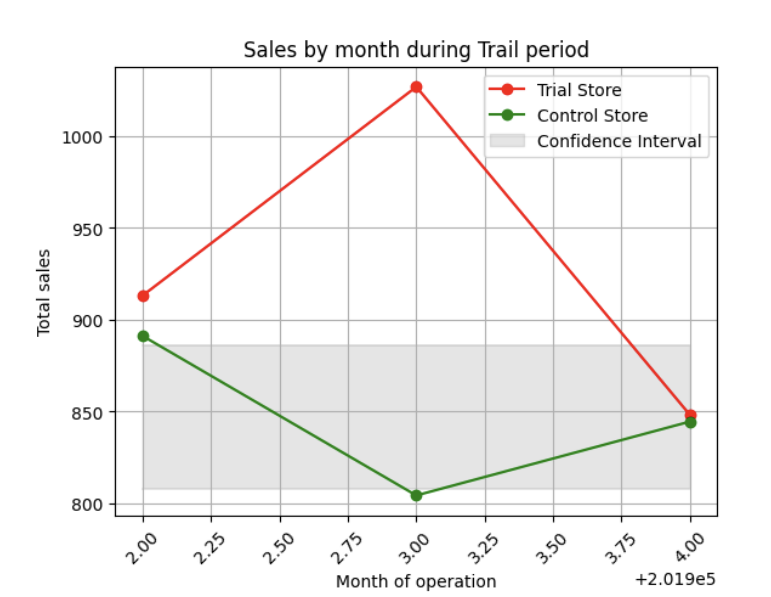 Sales by month during Trail period
Trial Store
Control Store
Confidence Interval
Total sales
1000
950
900
850
800
2.00
2.25
2.50
2.75
3.00
3.25
3.50
3.75
4.00
+2.019e5
Month of operation